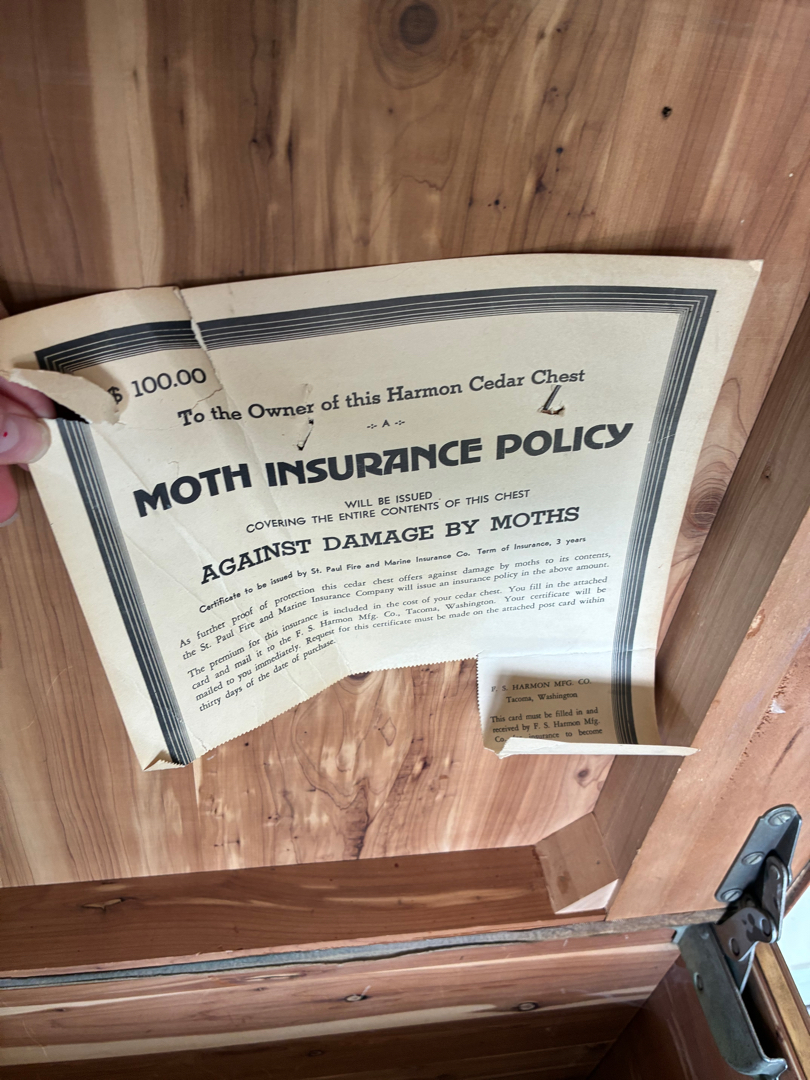 $ 100.00
To the Owner of this Harmon Cedar Chest
-:- A -:-
MOTH INSURANCE POLICY
WILL BE ISSUED
COVERING THE ENTIRE CONTENTS OF THIS CHEST
AGAINST DAMAGE BY MOTHS
Certificate to be issued by St. Paul Fire and Marine Insurance Co. Term of Insurance, 3 years
As further proof of protection this cedar chest offers against damage by moths to its contents,
the St. Paul Fire and Marine Insurance Company will issue an insurance policy in the above amount.
The premium for this insurance is included in the cost of your cedar chest. You fill in the attached
card and mail it to the F. S. Harmon Mfg. Co., Tacoma, Washington. Your certificate will be
mailed to you immediately. Request for this certificate must be made on the attached post card within
thirty days of the date of purchase.
F. S. HARMON MFG. CO.
Tacoma, Washington
This card must be filled in and
received by F. S. Harmon Mfg.
Co. insurance to become